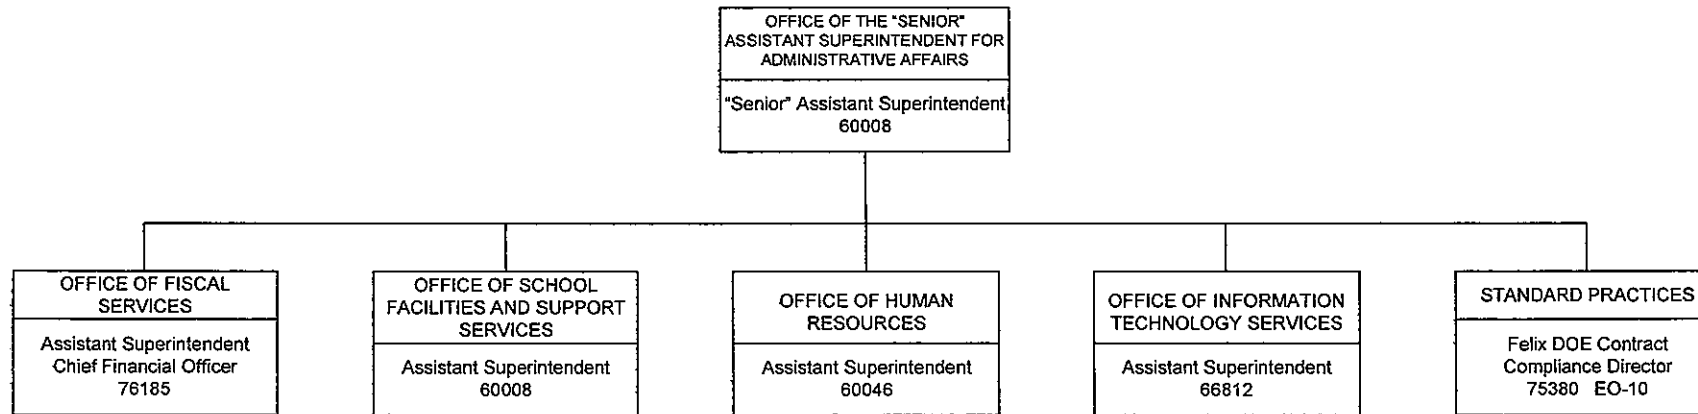 OFFICE OF THE "SENIOR"
ASSISTANT SUPERINTENDENT FOR
ADMINISTRATIVE AFFAIRS
"Senior" Assistant Superintendent
60008
OFFICE OF FISCAL
SERVICES
Assistant Superintendent
Chief Financial Officer
76185
OFFICE OF SCHOOL
FACILITIES AND SUPPORT
SERVICES
Assistant Superintendent
60008
OFFICE OF HUMAN
RESOURCES
Assistant Superintendent
60046
OFFICE OF INFORMATION
TECHNOLOGY SERVICES
Assistant Superintendent
66812
STANDARD PRACTICES
Felix DOE Contract
Compliance Director
75380 EO-10